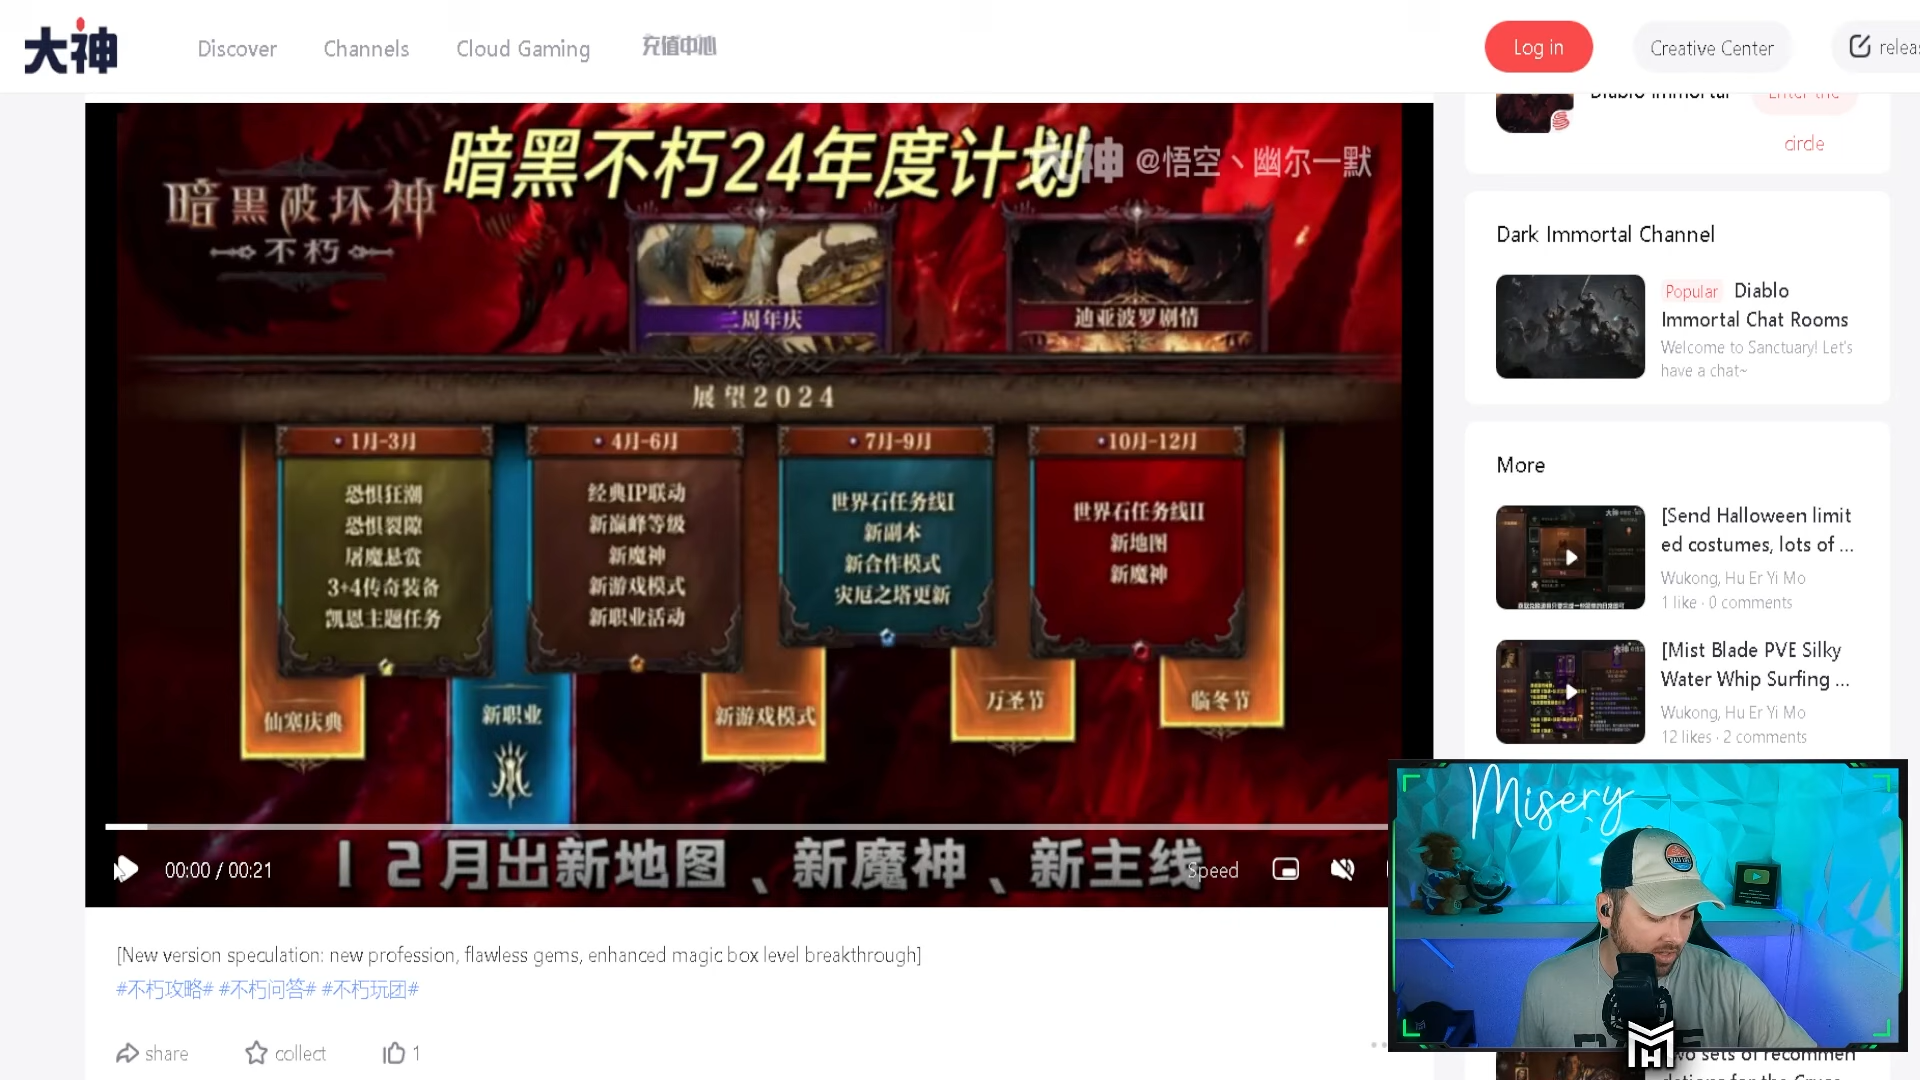 大神
Discover
Channels
Cloud Gaming
充值中心
Log in
Creative Center
暗黑不朽24年度计划
大神 @悟空丶幽尔一默
暗黑破坏神
不朽
二周年庆
迪亚波罗剧情
展望2024
1月-3月
恐惧狂潮
恐惧裂隙
屠魔悬赏
3+4传奇装备
凯恩主题任务
4月-6月
经典IP联动
新巅峰等级
新魔神
新游戏模式
新职业活动
7月-9月
世界石任务线I
新副本
新合作模式
灾厄之塔更新
10月-12月
世界石任务线II
新地图
新魔神
仙塞庆典
新职业
新游戏模式
万圣节
临冬节
12月出新地图、新魔神、新主线
00:00 / 00:21
Speed
[New version speculation: new profession, flawless gems, enhanced magic box level breakthrough]
#不朽攻略# #不朽问答# #不朽玩团#
share
collect
1
Diablo Immortal
Enter the
circle
Dark Immortal Channel
Popular Diablo
Immortal Chat Rooms
Welcome to Sanctuary! Let's
have a chat~
More
[Send Halloween limit
ed costumes, lots of ...
Wukong, Hu Er Yi Mo
1 like · 0 comments
[Mist Blade PVE Silky
Water Whip Surfing ...
Wukong, Hu Er Yi Mo
12 likes · 2 comments
Misery
wo sets of recommen